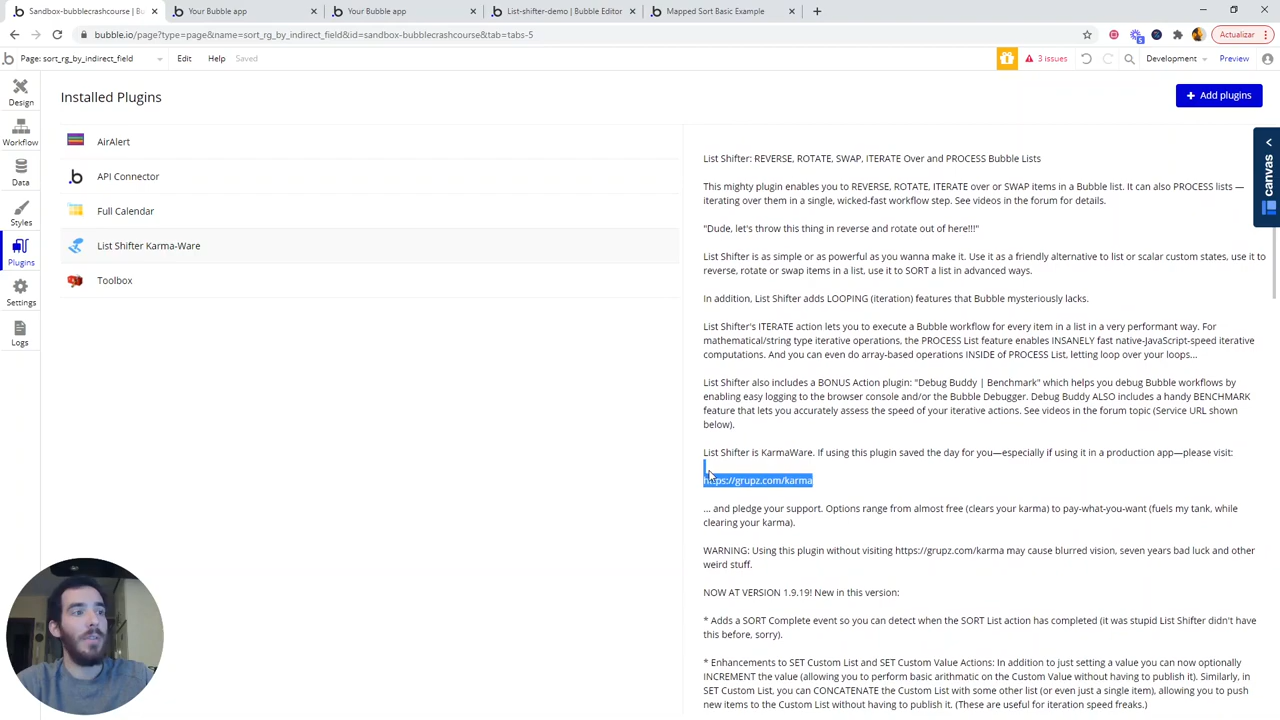 Sandbox-bubblecrashcourse | Bu
Your Bubble app
Your Bubble app
List-shifter-demo | Bubble Editor
Mapped Sort Basic Example
bubble.io/page?type=page&name=sort_rg_by_indirect_field&id=sandbox-bubblecrashcourse&tab=tabs-5
Actualizar
Page: sort_rg_by_indirect_field
Edit
Help
Saved
3 issues
Development
Preview
Design
Workflow
Data
Styles
Plugins
Settings
Logs
Installed Plugins
+ Add plugins
AirAlert
API Connector
Full Calendar
List Shifter Karma-Ware
Toolbox
canvas
List Shifter: REVERSE, ROTATE, SWAP, ITERATE Over and PROCESS Bubble Lists
This mighty plugin enables you to REVERSE, ROTATE, ITERATE over or SWAP items in a Bubble list. It can also PROCESS lists —
iterating over them in a single, wicked-fast workflow step. See videos in the forum for details.
"Dude, let's throw this thing in reverse and rotate out of here!!!"
List Shifter is as simple or as powerful as you wanna make it. Use it as a friendly alternative to list or scalar custom states, use it to
reverse, rotate or swap items in a list, use it to SORT a list in advanced ways.
In addition, List Shifter adds LOOPING (iteration) features that Bubble mysteriously lacks.
List Shifter's ITERATE action lets you to execute a Bubble workflow for every item in a list in a very performant way. For
mathematical/string type iterative operations, the PROCESS List feature enables INSANELY fast native-JavaScript-speed iterative
computations. And you can even do array-based operations INSIDE of PROCESS List, letting loop over your loops...
List Shifter also includes a BONUS Action plugin: "Debug Buddy | Benchmark" which helps you debug Bubble workflows by
enabling easy logging to the browser console and/or the Bubble Debugger. Debug Buddy ALSO includes a handy BENCHMARK
feature that lets you accurately assess the speed of your iterative actions. See videos in the forum topic (Service URL shown
below).
List Shifter is KarmaWare. If using this plugin saved the day for you—especially if using it in a production app—please visit:
https://grupz.com/karma
... and pledge your support. Options range from almost free (clears your karma) to pay-what-you-want (fuels my tank, while
clearing your karma).
WARNING: Using this plugin without visiting https://grupz.com/karma may cause blurred vision, seven years bad luck and other
weird stuff.
NOW AT VERSION 1.9.19! New in this version:
* Adds a SORT Complete event so you can detect when the SORT List action has completed (it was stupid List Shifter didn't have
this before, sorry).
* Enhancements to SET Custom List and SET Custom Value Actions: In addition to just setting a value you can now optionally
INCREMENT the value (allowing you to perform basic arithmatic on the Custom Value without having to publish it). Similarly, in
SET Custom List, you can CONCATENATE the Custom List with some other list (or even just a single item), allowing you to push
new items to the Custom List without having to publish it. (These are useful for iteration speed freaks.)